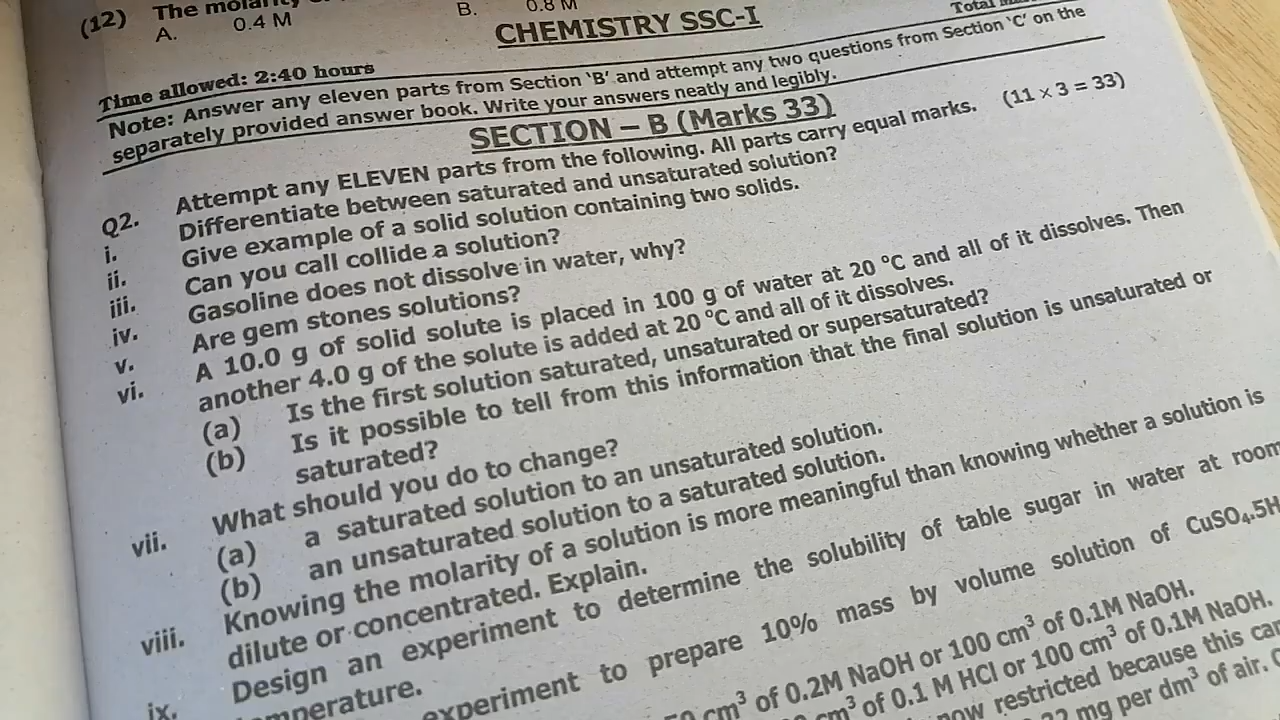 (12) The molarity
A. 0.4 M B. 0.8 M
CHEMISTRY SSC-I
Total
Time allowed: 2:40 hours
Note: Answer any eleven parts from Section 'B' and attempt any two questions from Section 'C' on the
separately provided answer book. Write your answers neatly and legibly.
SECTION – B (Marks 33)
Q2. Attempt any ELEVEN parts from the following. All parts carry equal marks. (11 × 3 = 33)
i. Differentiate between saturated and unsaturated solution?
ii. Give example of a solid solution containing two solids.
iii. Can you call collide a solution?
iv. Gasoline does not dissolve in water, why?
v. Are gem stones solutions?
vi. A 10.0 g of solid solute is placed in 100 g of water at 20 °C and all of it dissolves. Then
another 4.0 g of the solute is added at 20 °C and all of it dissolves.
(a) Is the first solution saturated, unsaturated or supersaturated?
(b) Is it possible to tell from this information that the final solution is unsaturated or
saturated?
vii. What should you do to change?
(a) a saturated solution to an unsaturated solution.
(b) an unsaturated solution to a saturated solution.
viii. Knowing the molarity of a solution is more meaningful than knowing whether a solution is
dilute or concentrated. Explain.
ix. Design an experiment to determine the solubility of table sugar in water at room
temperature.
experiment to prepare 10% mass by volume solution of CuSO₄.5H
cm³ of 0.2M NaOH or 100 cm³ of 0.1M NaOH.
cm³ of 0.1 M HCl or 100 cm³ of 0.1M NaOH.
now restricted because this can
mg per dm³ of air.